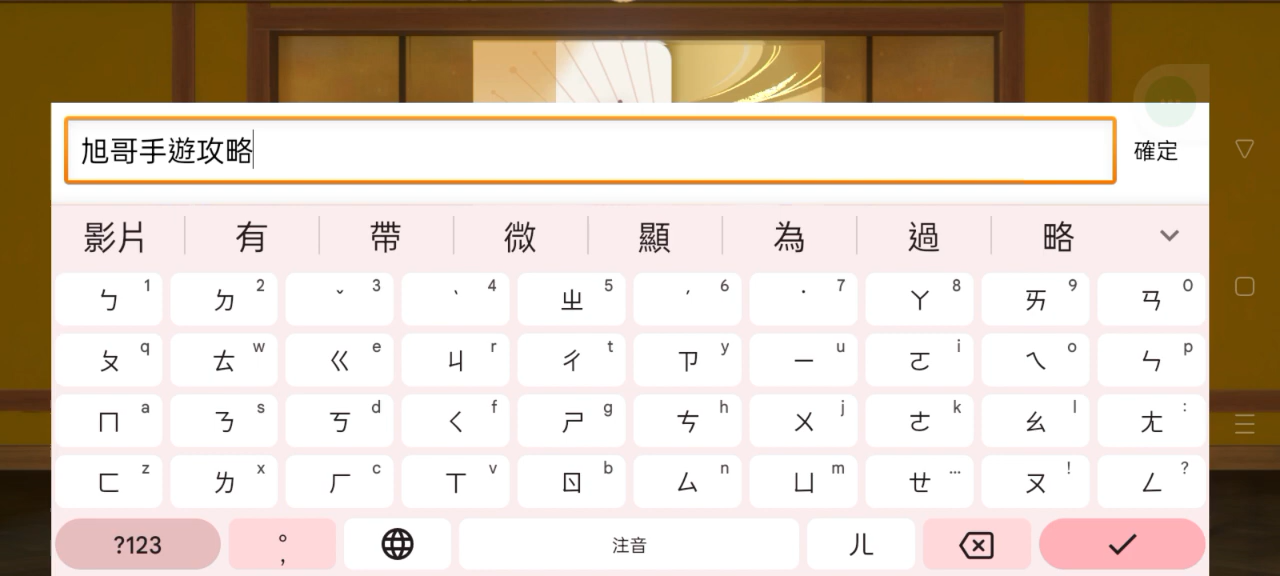 旭哥手遊攻略
確定
影片 有 帶 微 顯 為 過 略
ㄅ 1 ㄉ 2 ˇ 3 ˋ 4 ㄓ 5 ˊ 6 ˙ 7 ㄚ 8 ㄞ 9 ㄢ 0
ㄆ q ㄊ w ㄍ e ㄐ r ㄔ t ㄗ y ㄧ u ㄛ i ㄟ o ㄣ p
ㄇ a ㄋ s ㄎ d ㄑ f ㄕ g ㄘ h ㄨ j ㄜ k ㄠ l ㄤ :
ㄈ z ㄌ x ㄏ c ㄒ v ㄖ b ㄙ n ㄩ m ㄝ … ㄡ ! ㄥ ?
?123 ° , 注音 ㄦ